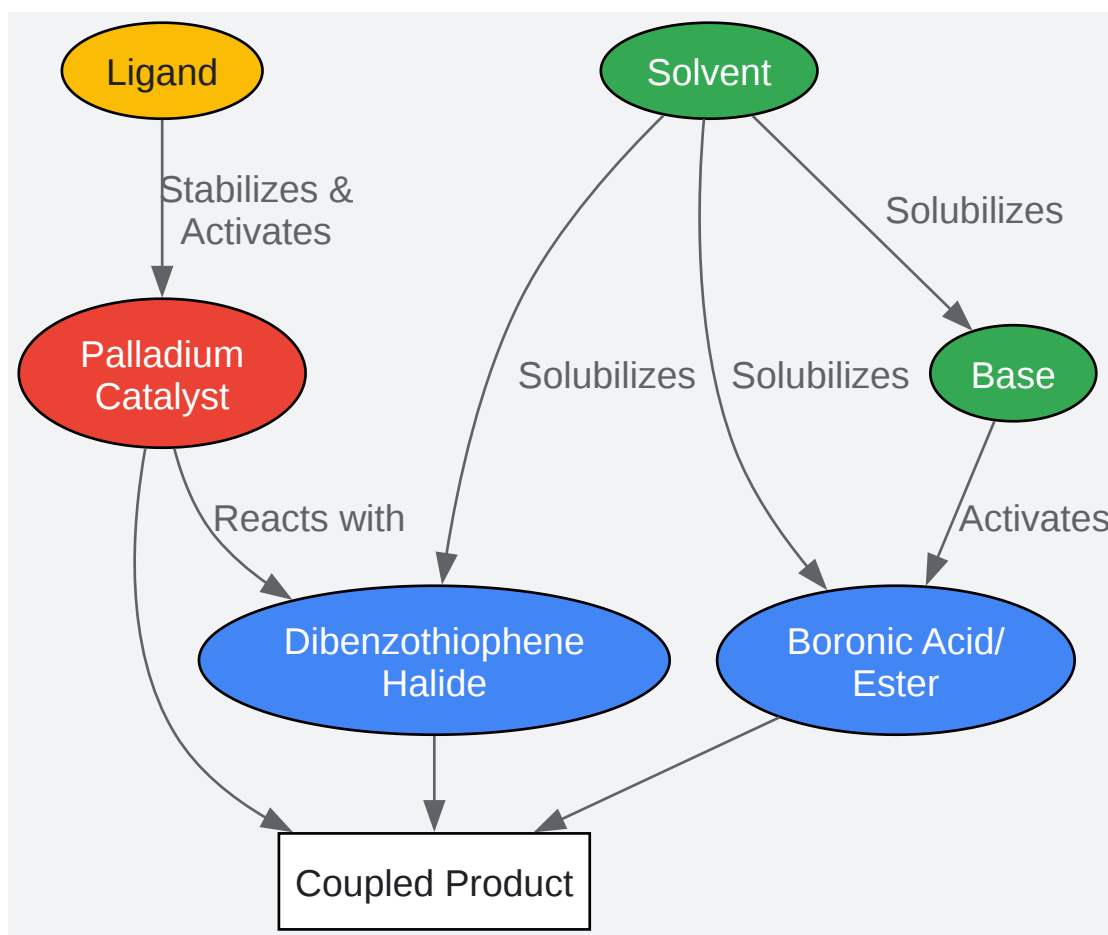 Ligand
Solvent
Stabilizes &
Activates
Solubilizes
Palladium
Catalyst
Solubilizes
Solubilizes
Base
Reacts with
Activates
Dibenzothiophene
Halide
Boronic Acid/
Ester
Coupled Product